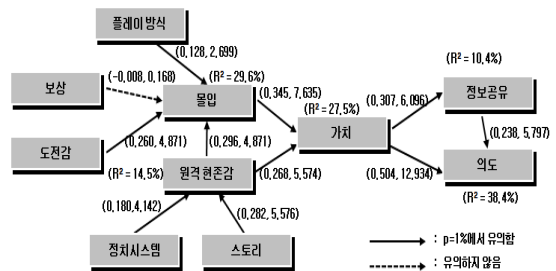 플레이 방식
(0,128, 2,699)
(R² = 29,6%)
(R² = 10,4%)
보상
(-0,008, 0,168)
몰입
(0,345, 7,635)
정보공유
(R² = 27,5%)
(0,307, 6,096)
가치
(0,238, 5,797)
도전감
(0,260, 4,871)
(0,296, 4,871)
의도
(R² = 14,5%)
원격 현존감
(0,268, 5,574)
(0,504, 12,934)
(R² = 38,4%)
(0,180,4,142)
(0,282, 5,576)
정치시스템
스토리
: p=1%에서 유의함
: 유의하지 않음